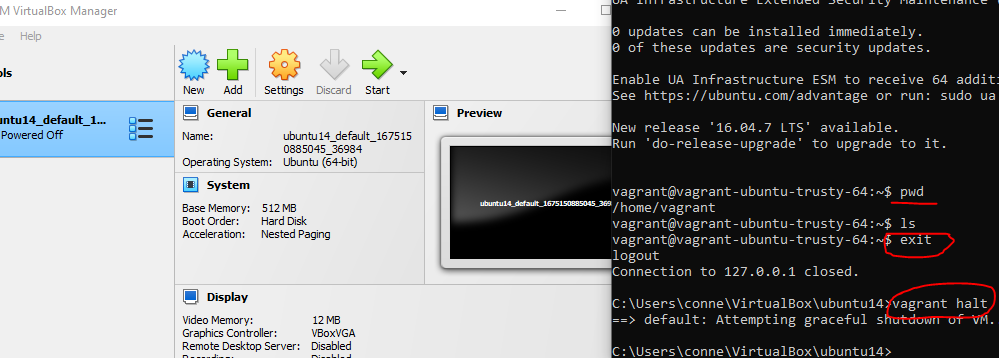 M VirtualBox Manager
Help
New
Add
Settings
Discard
Start
General
Name: ubuntu14_default_167515
0885045_36984
Operating System: Ubuntu (64-bit)
System
Base Memory: 512 MB
Boot Order: Hard Disk
Acceleration: Nested Paging
Display
Video Memory: 12 MB
Graphics Controller: VBoxVGA
Remote Desktop Server: Disabled
Disabled
Preview
ubuntu14_default_1675150885045_369
ols
untu14_default_1...
Powered Off
0 updates can be installed immediately.
0 of these updates are security updates.
Enable UA Infrastructure ESM to receive 64 additi
See https://ubuntu.com/advantage or run: sudo ua
New release '16.04.7 LTS' available.
Run 'do-release-upgrade' to upgrade to it.
vagrant@vagrant-ubuntu-trusty-64:~$ pwd
/home/vagrant
vagrant@vagrant-ubuntu-trusty-64:~$ ls
vagrant@vagrant-ubuntu-trusty-64:~$ exit
logout
Connection to 127.0.0.1 closed.
C:\Users\conne\VirtualBox\ubuntu14>vagrant halt
==> default: Attempting graceful shutdown of VM.
C:\Users\conne\VirtualBox\ubuntu14>